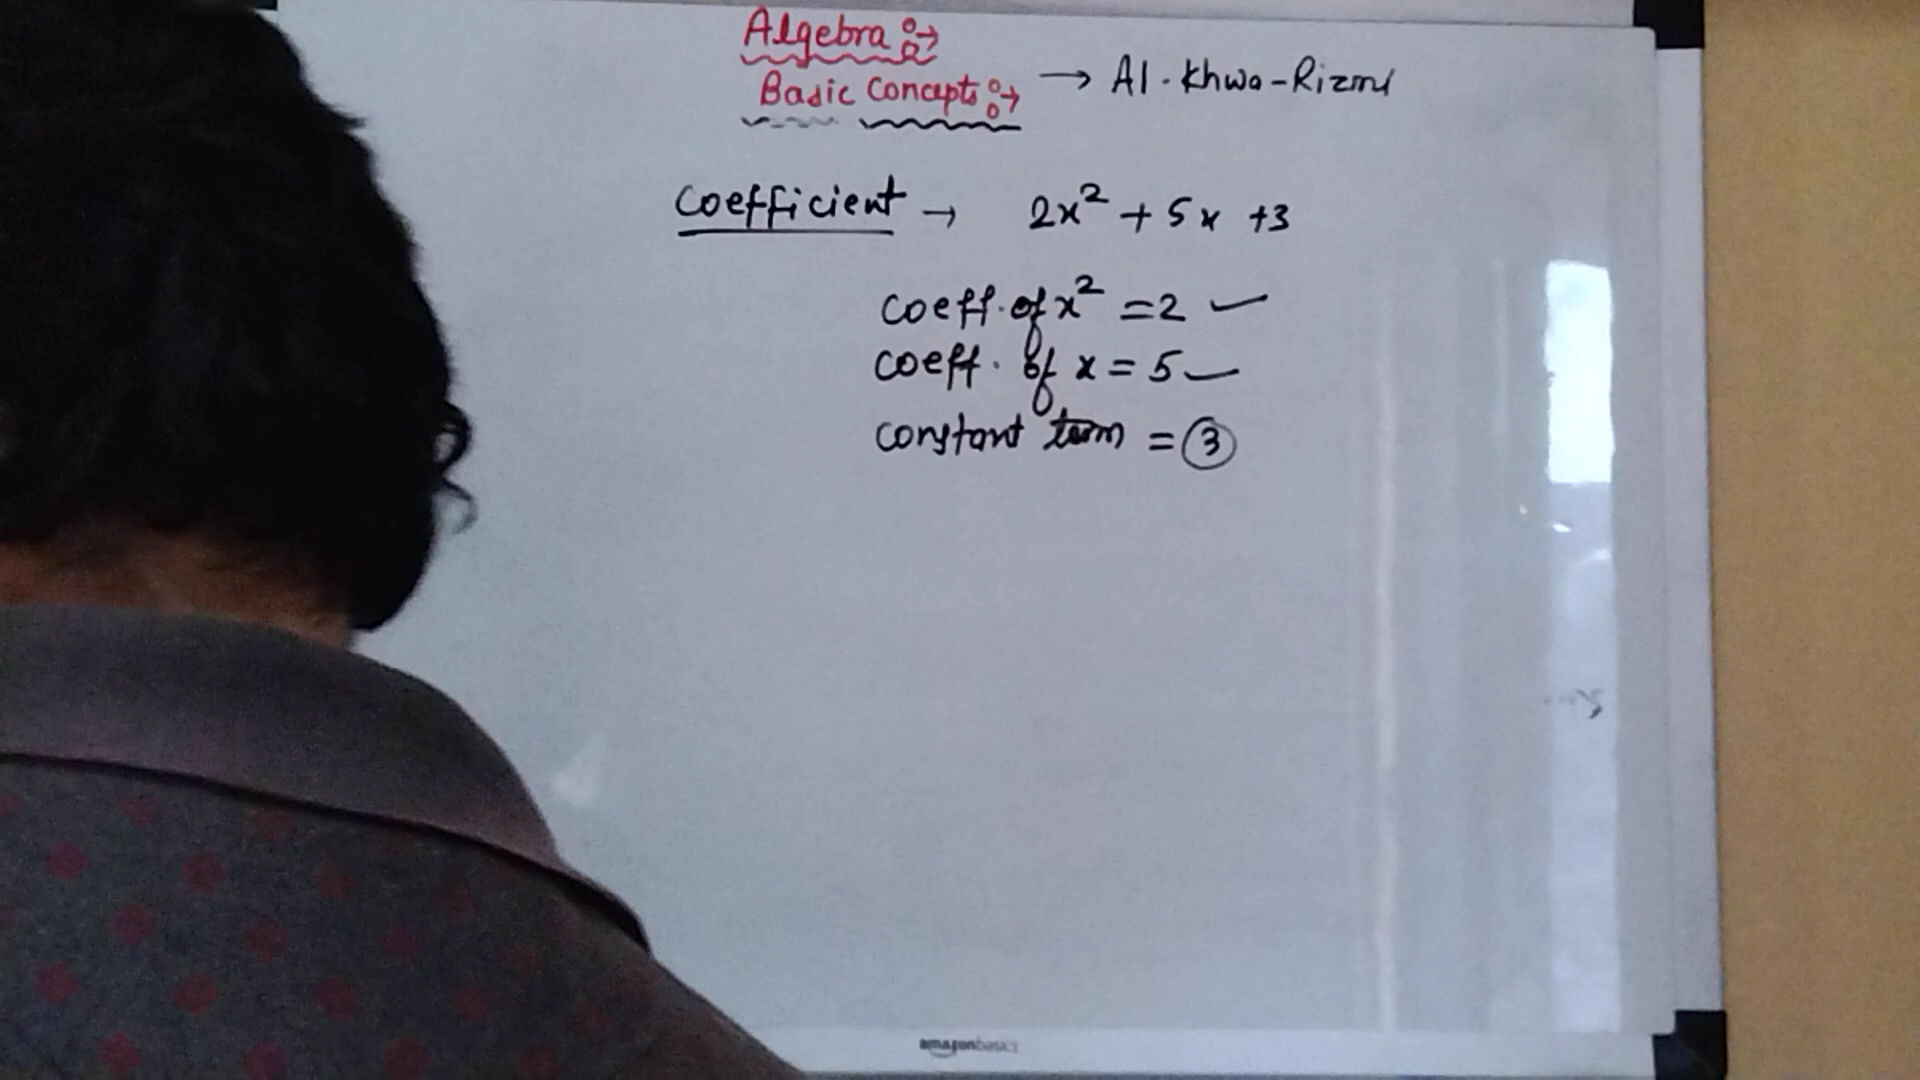 Algebra :→
Basic Concepts :→ → Al-Khwa-Rizmi
Coefficient → 2x² + 5x +3
coeff. of x² = 2
coeff. of x = 5
constant term = 3
amazonbasics